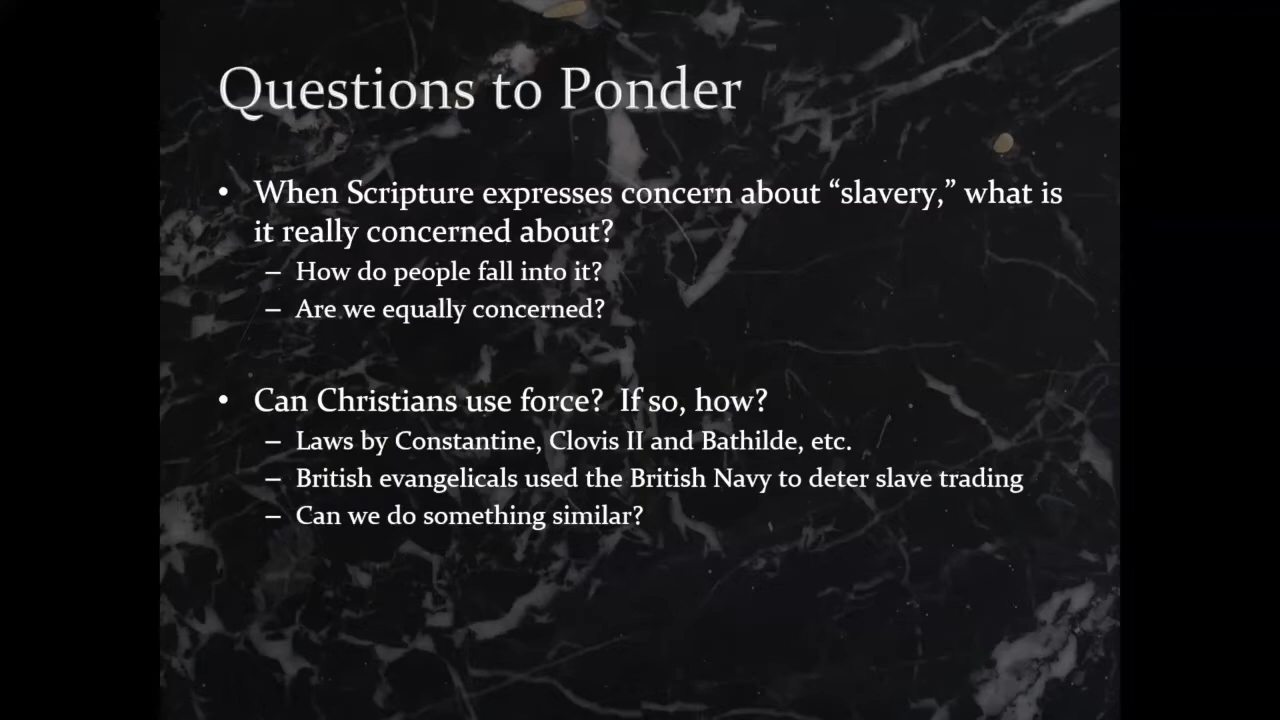 Questions to Ponder
• When Scripture expresses concern about “slavery,” what is
it really concerned about?
– How do people fall into it?
– Are we equally concerned?
• Can Christians use force?  If so, how?
– Laws by Constantine, Clovis II and Bathilde, etc.
– British evangelicals used the British Navy to deter slave trading
– Can we do something similar?